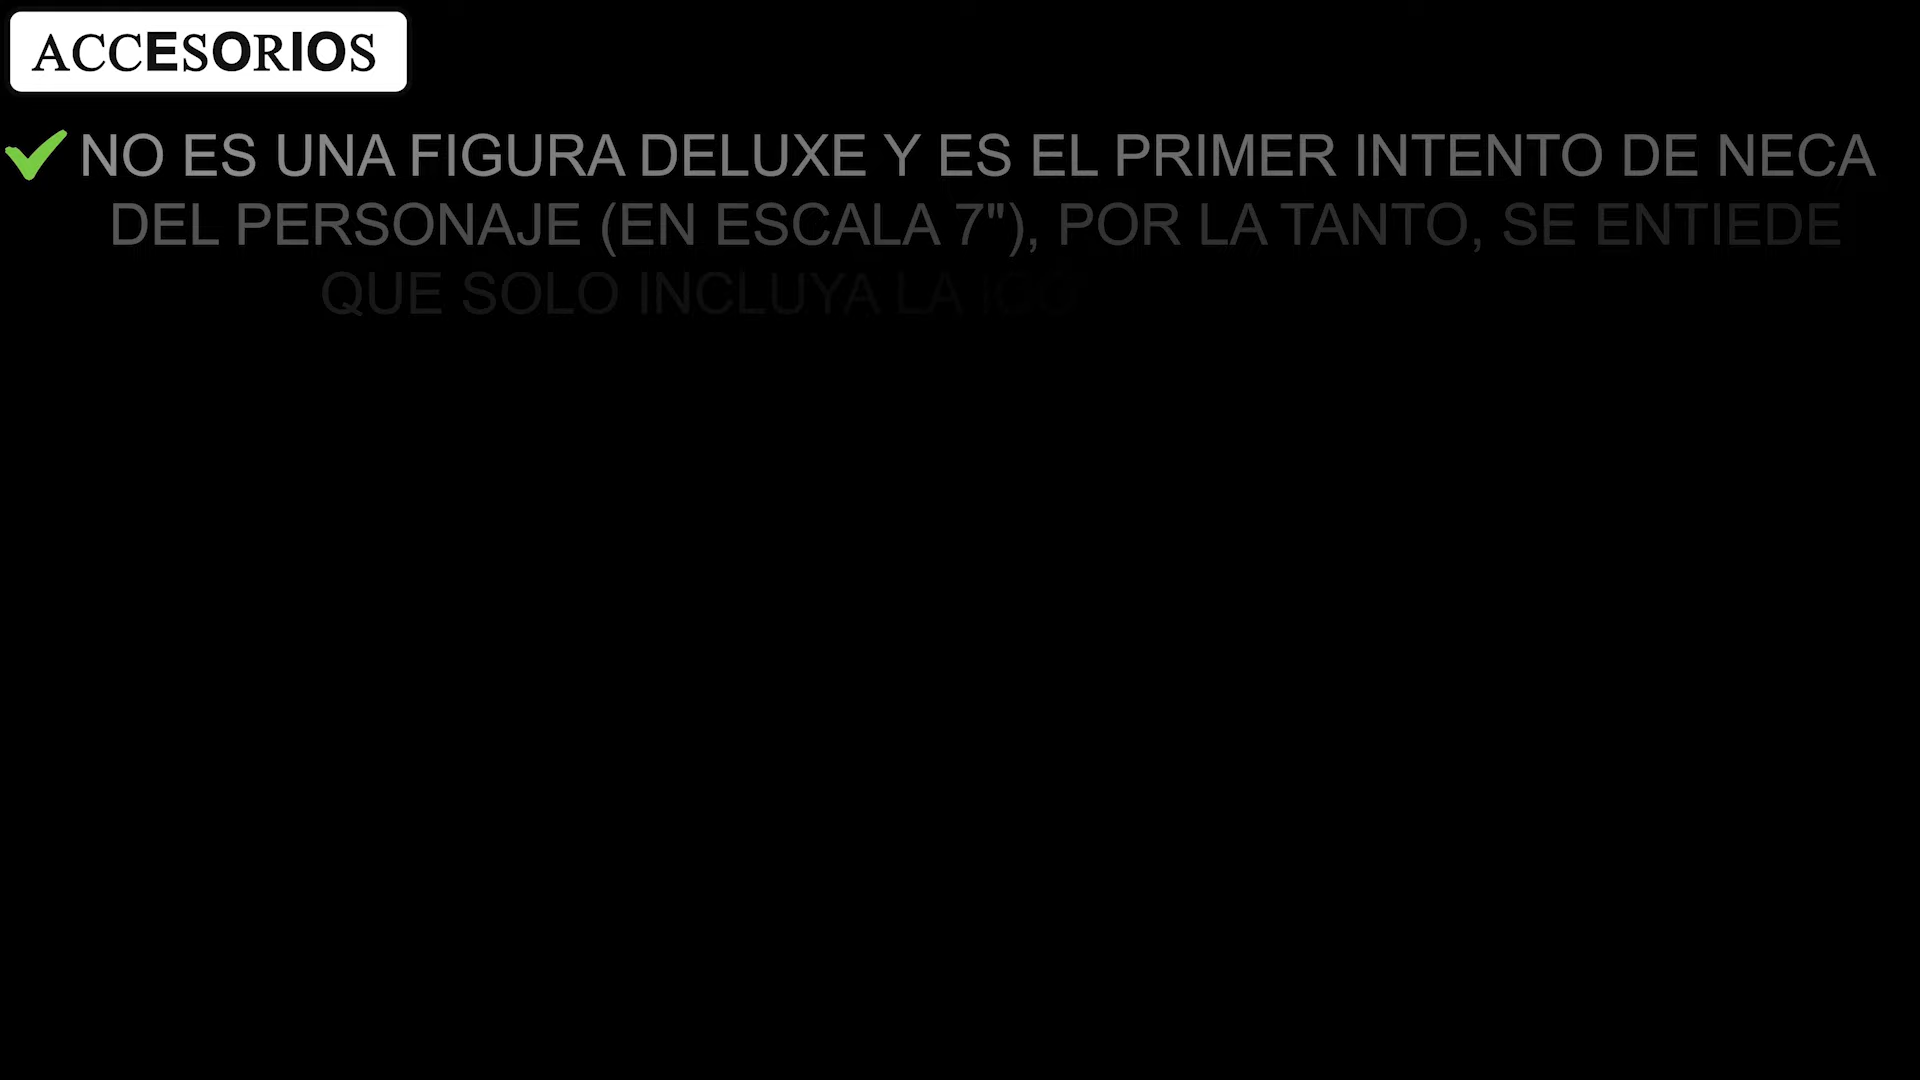 ACCESORIOS
NO ES UNA FIGURA DELUXE Y ES EL PRIMER INTENTO DE NECA
DEL PERSONAJE (EN ESCALA 7"), POR LA TANTO, SE ENTIEDE
QUE SOLO INCLUYA LA